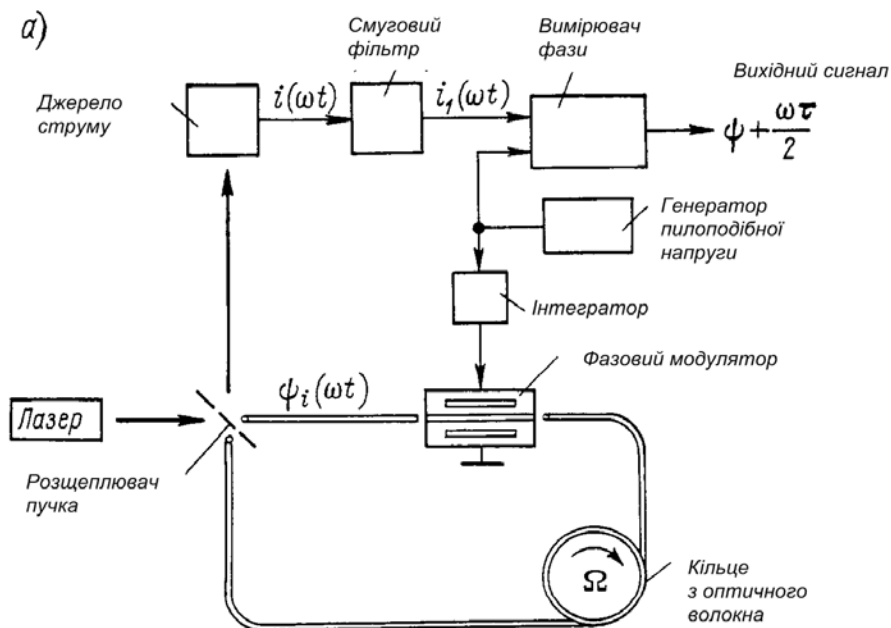 а)
Джерело
струму
i(ωt)
Смуговий
фільтр
i₁(ωt)
Вимірювач
фази
Вихідний сигнал
ψ + ωτ/2
Генератор
пилоподібної
напруги
Інтегратор
Фазовий модулятор
Лазер
ψᵢ(ωt)
Розщеплювач
пучка
Ω
Кільце
з оптичного
волокна